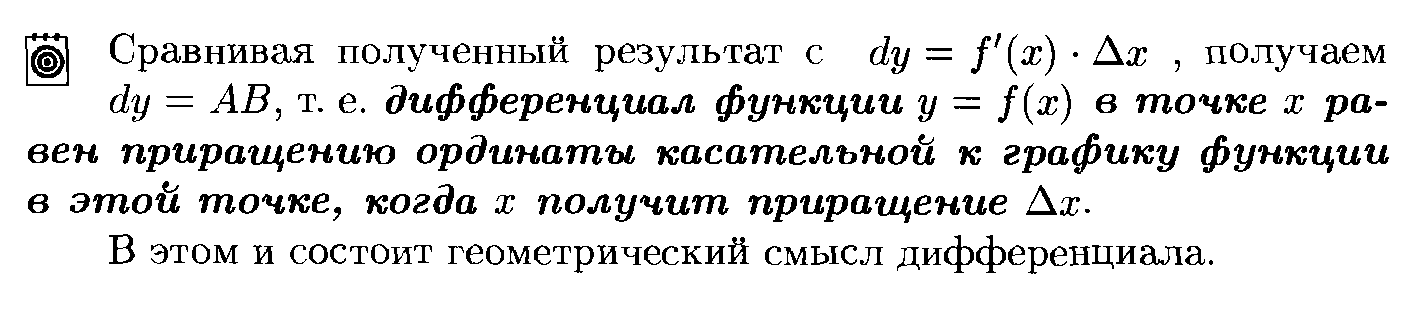 Сравнивая полученный результат с dy = f′(x) · Δx , получаем
dy = AB, т. е. дифференциал функции y = f(x) в точке x ра-
вен приращению ординаты касательной к графику функции
в этой точке, когда x получит приращение Δx.
В этом и состоит геометрический смысл дифференциала.